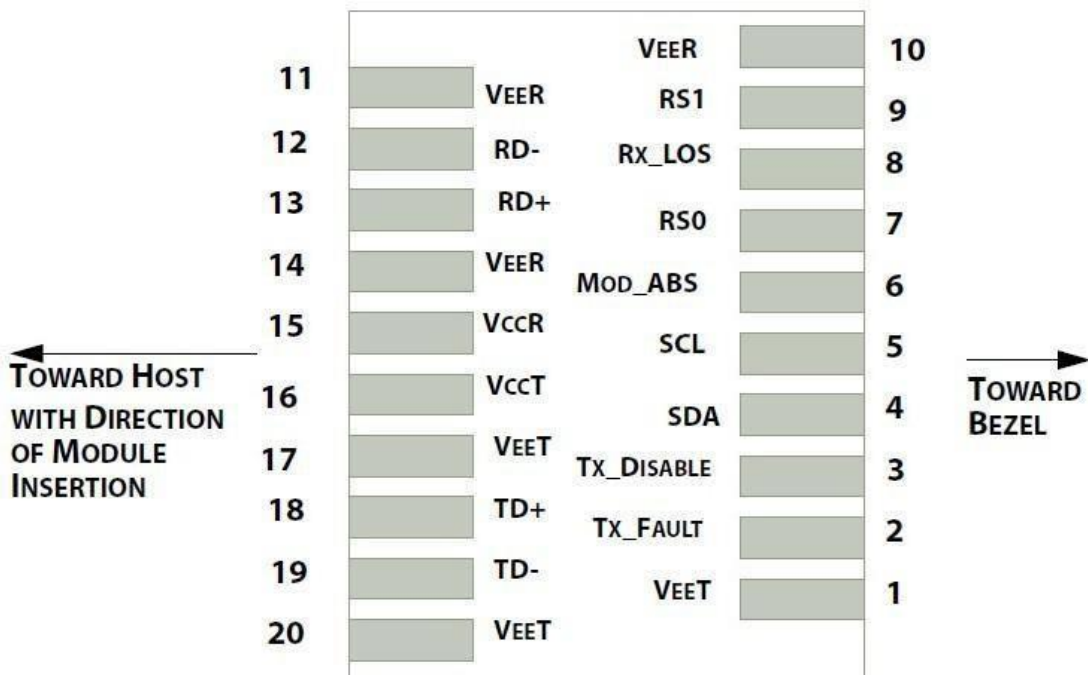 VEER 10
11 VEER
RS1 9
12 RD-
RX_LOS 8
13 RD+
RS0 7
14 VEER
MOD_ABS 6
15 VCCR
SCL 5
TOWARD HOST
WITH DIRECTION
OF MODULE
INSERTION
TOWARD
BEZEL
16 VCCT
SDA 4
17 VEET
TX_DISABLE 3
18 TD+
TX_FAULT 2
19 TD-
VEET 1
20 VEET